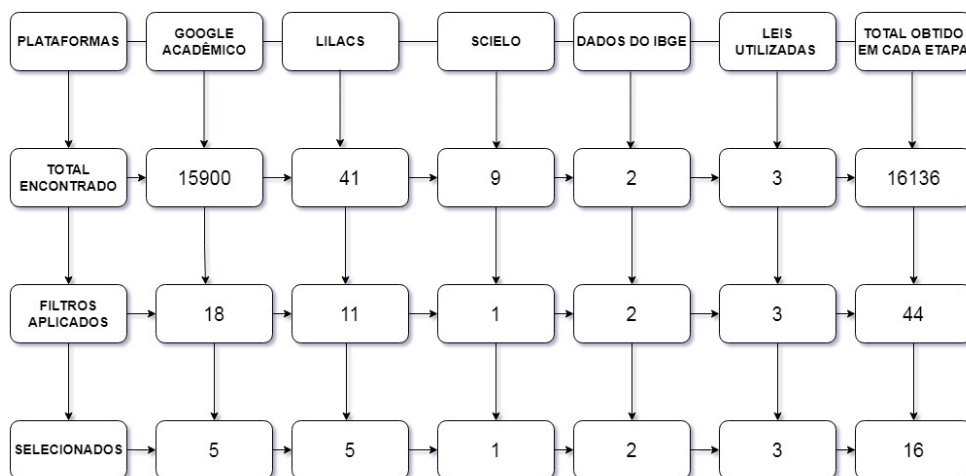 PLATAFORMAS
GOOGLE
ACADÊMICO
LILACS
SCIELO
DADOS DO IBGE
LEIS
UTILIZADAS
TOTAL OBTIDO
EM CADA ETAPA
TOTAL
ENCONTRADO
15900
41
9
2
3
16136
FILTROS
APLICADOS
18
11
1
2
3
44
SELECIONADOS
5
5
1
2
3
16